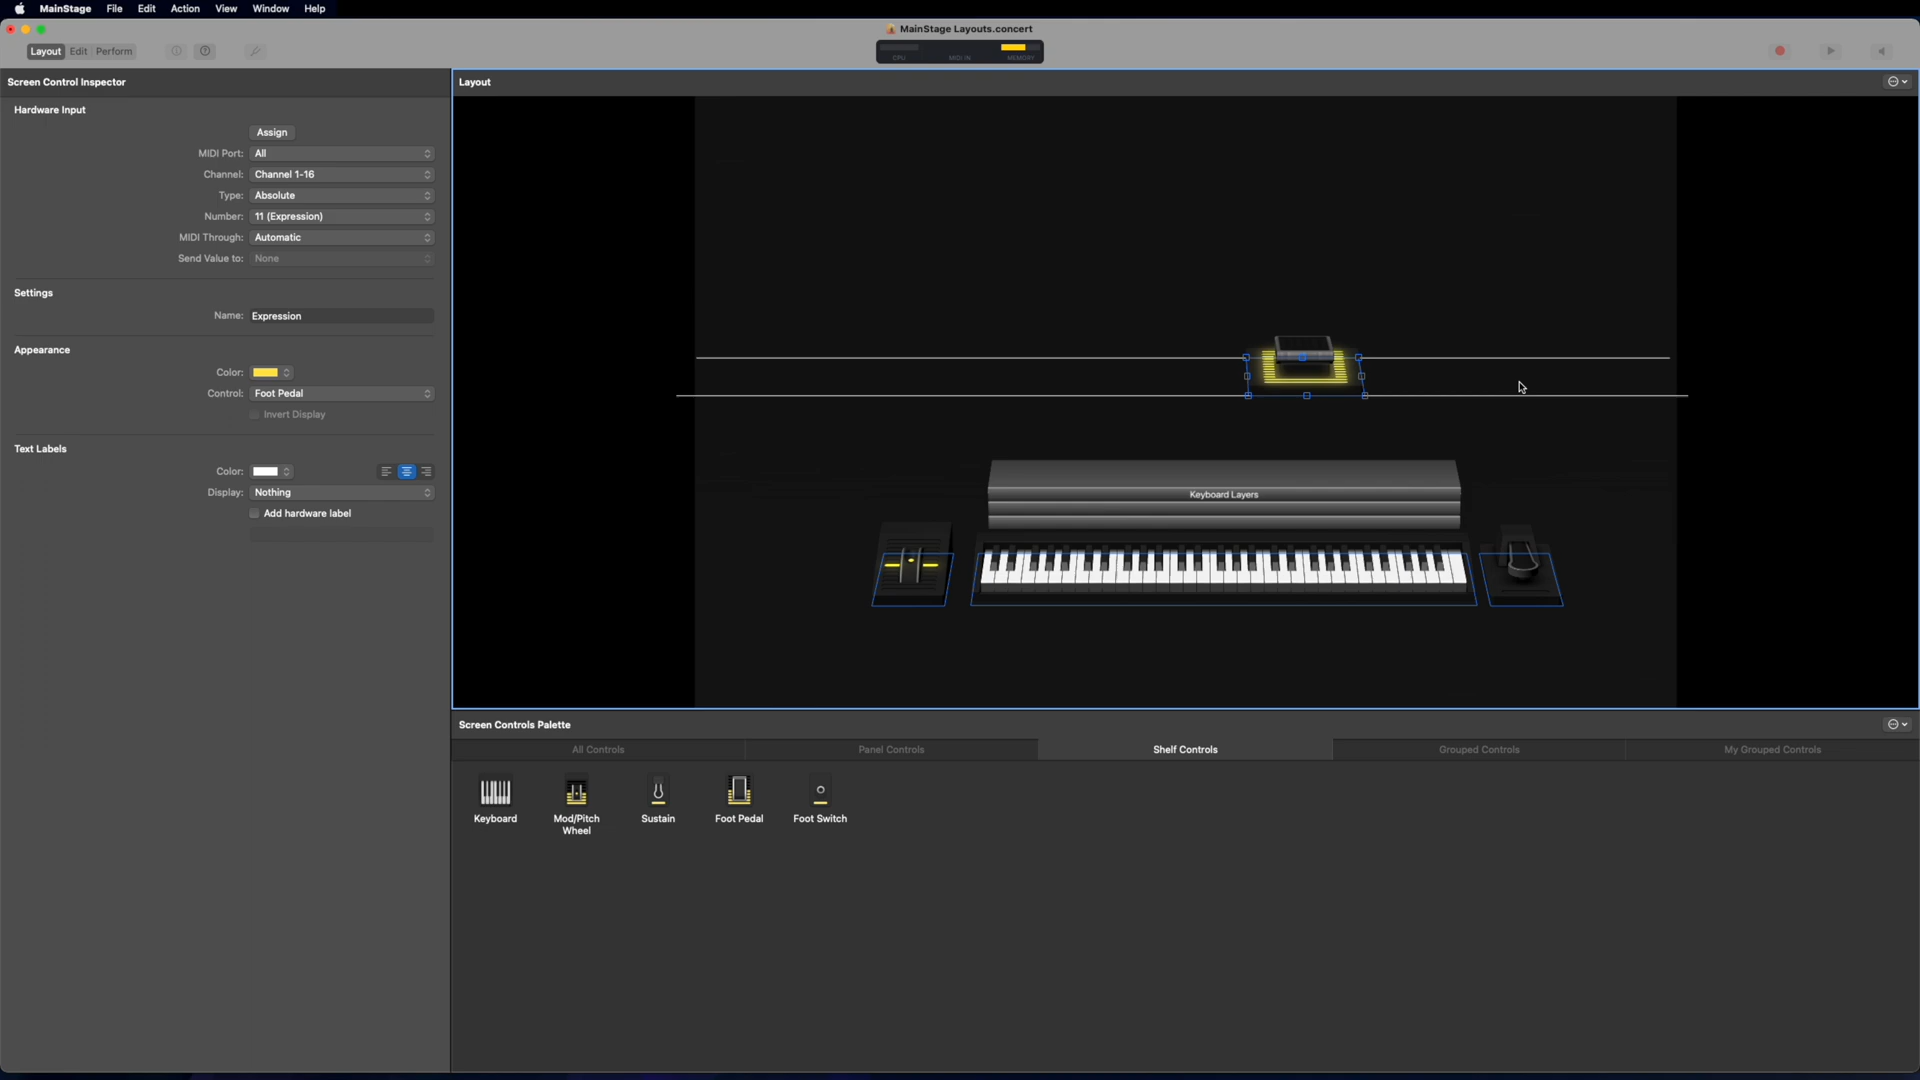 MainStage File Edit Action View Window Help
MainStage Layouts.concert
Layout Edit Perform
CPU MIDI IN MEMORY
Screen Control Inspector
Layout
Hardware Input
Assign
MIDI Port: All
Channel: Channel 1-16
Type: Absolute
Number: 11 (Expression)
MIDI Through: Automatic
Send Value to: None
Settings
Name: Expression
Appearance
Color:
Control: Foot Pedal
Invert Display
Text Labels
Color:
Display: Nothing
Add hardware label
Keyboard Layers
Screen Controls Palette
All Controls Panel Controls Shelf Controls Grouped Controls My Grouped Controls
Keyboard Mod/Pitch Sustain Foot Pedal Foot Switch
Wheel